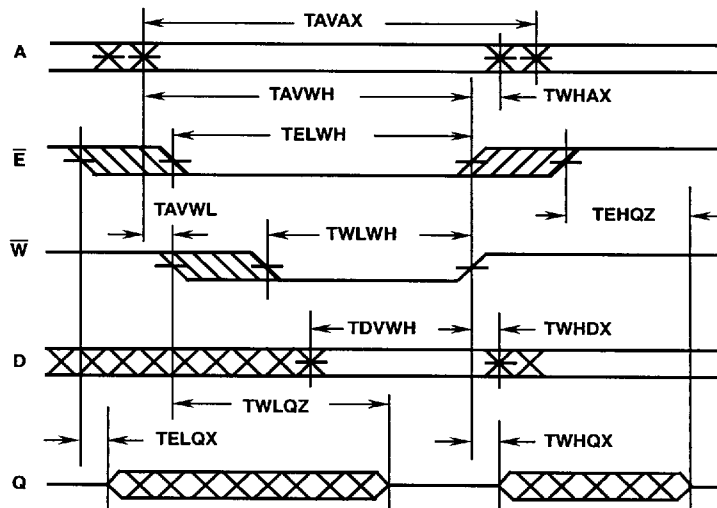 TAVAX
A
TAVWH
TWHAX
TELWH
E̅
TAVWL
TEHQZ
TWLWH
W̅
TDVWH
TWHDX
D
TWLQZ
TELQX
TWHQX
Q